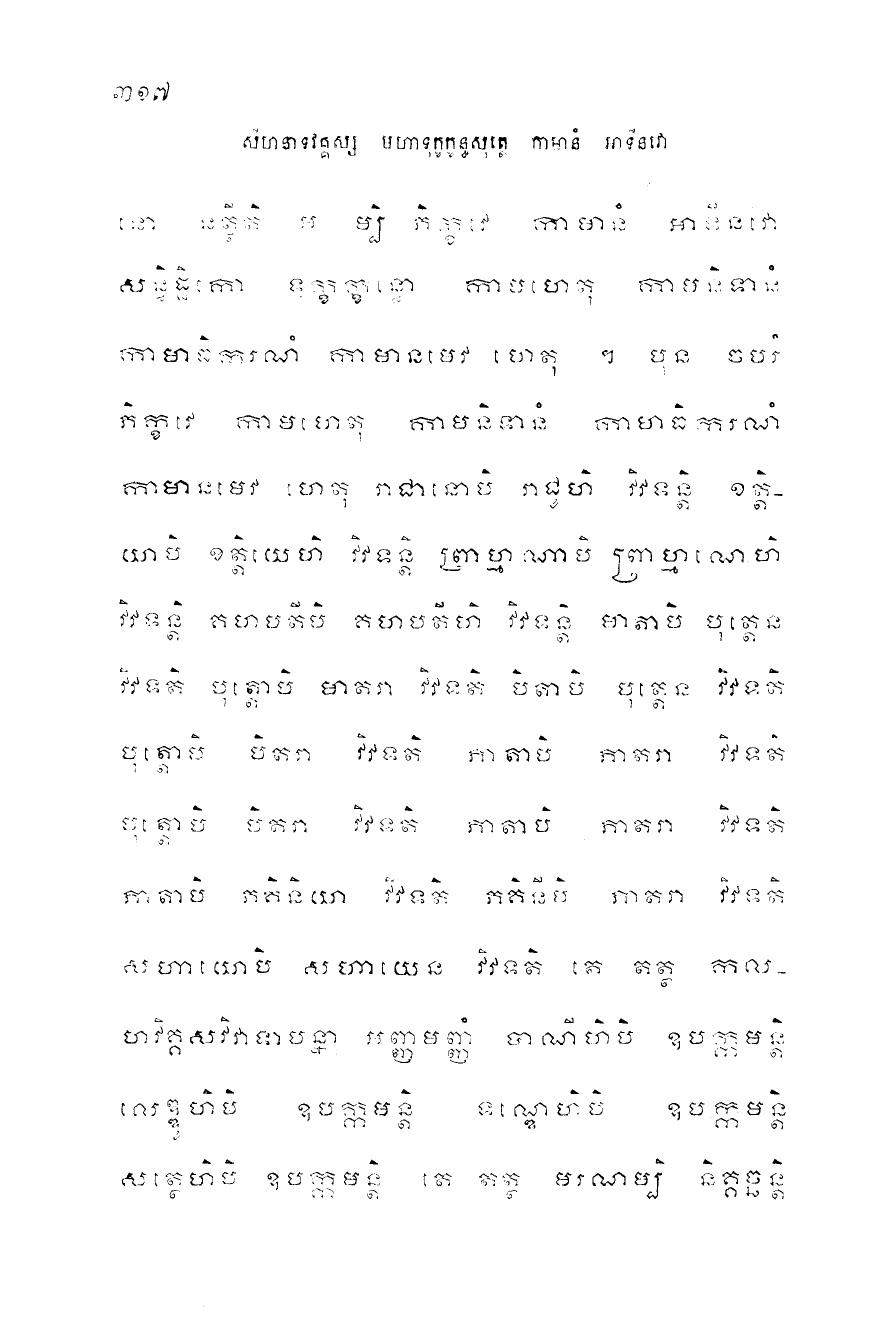 ៣១៧
សីហនាទវគ្គស្ស មហាទុក្ខក្ខន្ធសុត្តេ កាមានំ អាទីនវោ
នោ នត្ថីតិ អ ម្បិ ភិក្ខវេ កាមានំ អាទីនវោ
សន្ទិដ្ឋិកោ ទុក្ខក្ខន្ធោ កាមហេតុ កាមនិទានំ
កាមាធិករណំ កាមានមេវ ហេតុ ។ បុន ចបរំ
ភិក្ខវេ កាមហេតុ កាមនិទានំ កាមាធិករណំ
កាមានមេវ ហេតុ រាជានោបិ រាជូហិ វិវទន្តិ ខត្តិ-
យាបិ ខត្តិយេហិ វិវទន្តិ ព្រាហ្មណាបិ ព្រាហ្មណេហិ
វិវទន្តិ គហបតីបិ គហបតីហិ វិវទន្តិ មាតាបិ បុត្តេន
វិវទតិ បុត្តោបិ មាតរា វិវទតិ បិតាបិ បុត្តេន វិវទតិ
បុត្តោបិ បិតរា វិវទតិ ភាតាបិ ភាតរា វិវទតិ
បុត្តោបិ បិតរា វិវទតិ ភាតាបិ ភាតរា វិវទតិ
ភាតាបិ ភគិនិយា វិវទតិ ភគិនីបិ ភាតរា វិវទតិ
សហាយោបិ សហាយេន វិវទតិ តេ តត្ថ កាល-
ហវិគ្គសវិវាទាបន្នា អញ្ញមញ្ញំ បាណីហិបិ ឧបក្កមន្តិ
លេឌ្ឌូហិបិ ឧបក្កមន្តិ ទណ្ឌេហិបិ ឧបក្កមន្តិ
សត្ថេហិបិ ឧបក្កមន្តិ តេ តត្ថ មរណម្បិ និគ្គច្ឆន្តិ